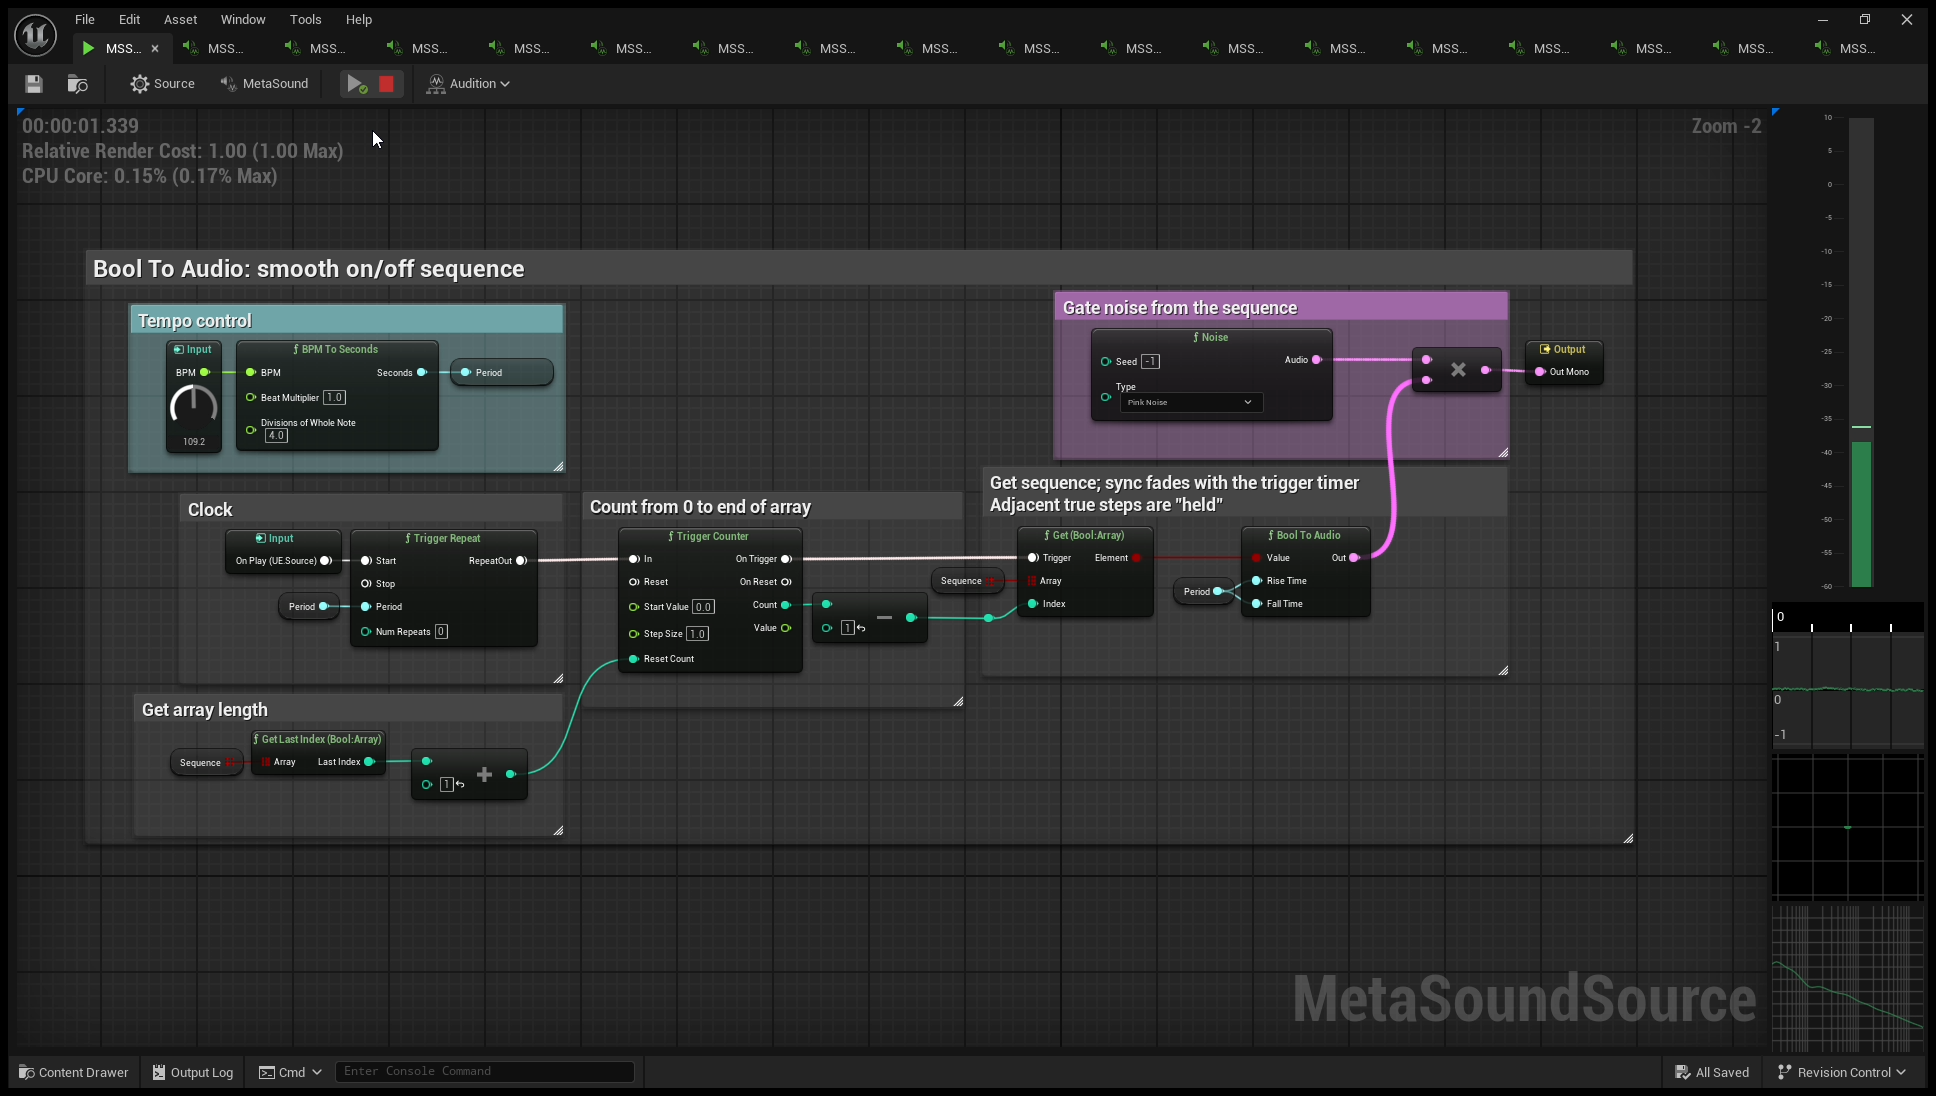 File Edit Asset Window Tools Help
MSS... MSS... MSS... MSS... MSS... MSS... MSS... MSS... MSS... MSS... MSS... MSS... MSS... MSS... MSS... MSS... MSS... MSS...
Source MetaSound Audition
00:00:01.339
Relative Render Cost: 1.00 (1.00 Max)
CPU Core: 0.15% (0.17% Max)
Zoom -2
Bool To Audio: smooth on/off sequence
Tempo control
Input
BPM
109.2
f BPM To Seconds
BPM Seconds
Beat Multiplier 1.0
Divisions of Whole Note
4.0
Period
Gate noise from the sequence
f Noise
Seed -1 Audio
Type
Pink Noise
Output
Out Mono
Clock
Input
On Play (UE.Source)
Period
f Trigger Repeat
Start RepeatOut
Stop
Period
Num Repeats 0
Count from 0 to end of array
f Trigger Counter
In On Trigger
Reset On Reset
Start Value 0.0 Count
Step Size 1.0 Value
Reset Count
1
Get sequence; sync fades with the trigger timer
Adjacent true steps are "held"
Sequence
f Get (Bool:Array)
Trigger Element
Array
Index
Period
f Bool To Audio
Value Out
Rise Time
Fall Time
Get array length
Sequence
f Get Last Index (Bool:Array)
Array Last Index
1
10
5
0
-5
-10
-15
-20
-25
-30
-35
-40
-45
-50
-55
-60
0
1
0
-1
MetaSoundSource
Content Drawer Output Log Cmd Enter Console Command All Saved Revision Control